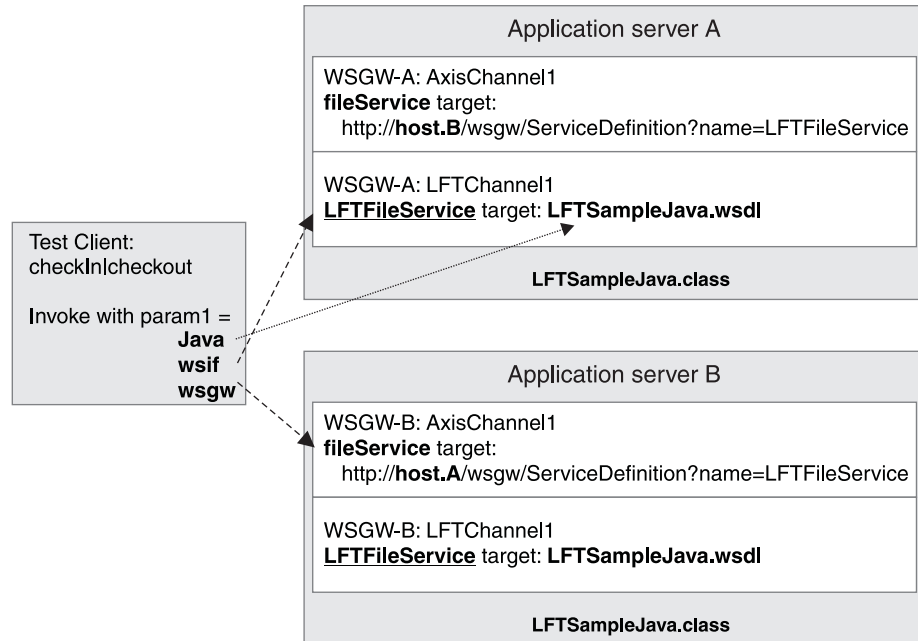 Application server A
WSGW-A: AxisChannel1
fileService target:
http://host.B/wsgw/ServiceDefinition?name=LFTFileService
WSGW-A: LFTChannel1
LFTFileService target: LFTSampleJava.wsdl
LFTSampleJava.class
Test Client:
checkIn|checkout
Invoke with param1 =
Java
wsif
wsgw
Application server B
WSGW-B: AxisChannel1
fileService target:
http://host.A/wsgw/ServiceDefinition?name=LFTFileService
WSGW-B: LFTChannel1
LFTFileService target: LFTSampleJava.wsdl
LFTSampleJava.class